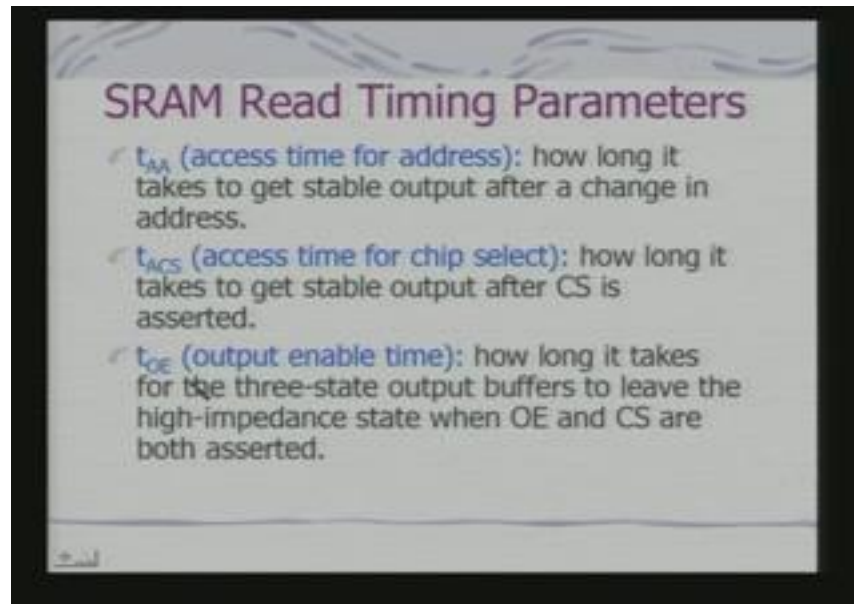 SRAM Read Timing Parameters
t_AA (access time for address): how long it
takes to get stable output after a change in
address.
t_ACS (access time for chip select): how long it
takes to get stable output after CS is
asserted.
t_OE (output enable time): how long it takes
for the three-state output buffers to leave the
high-impedance state when OE and CS are
both asserted.